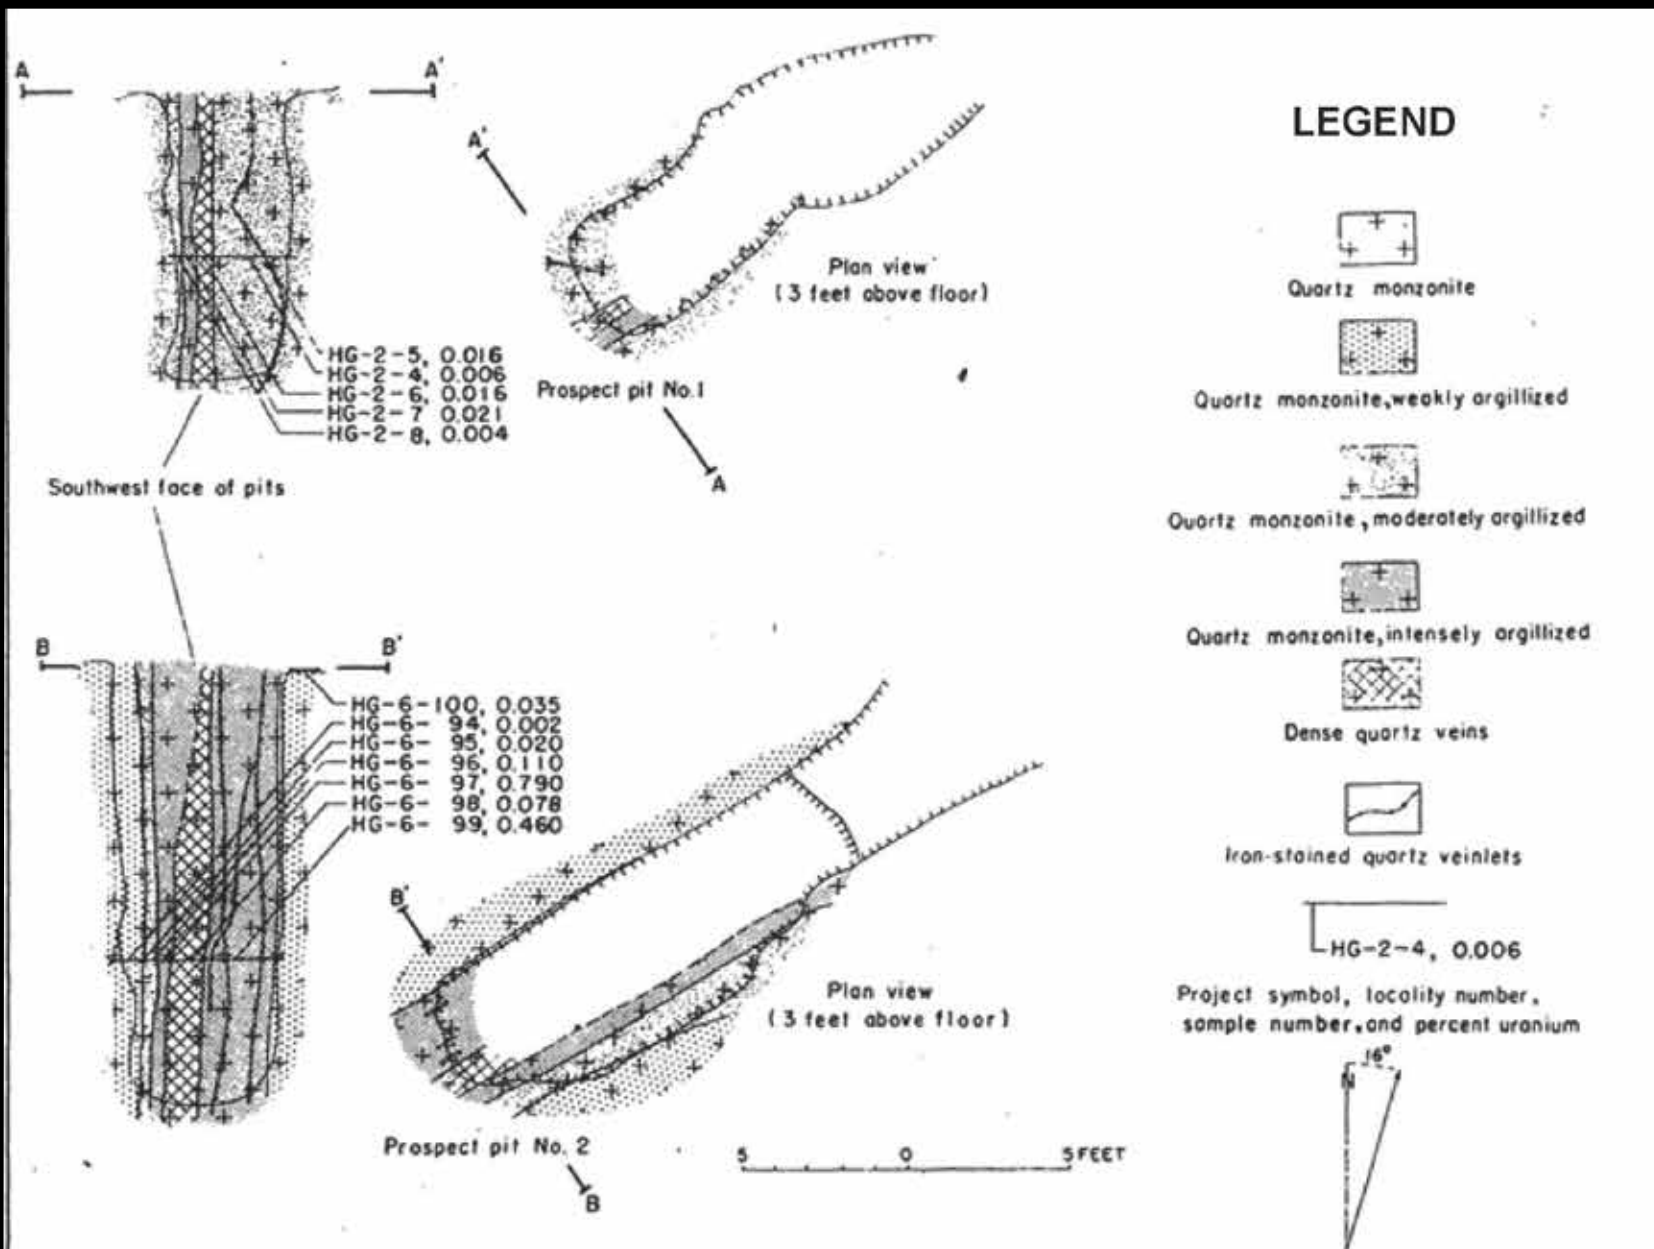 A
A'
HG-2-5, 0.016
HG-2-4, 0.006
HG-2-6, 0.016
HG-2-7, 0.021
HG-2-8, 0.004
Southwest face of pits
A'
Plan view
(3 feet above floor)
Prospect pit No.1
A
B
B'
HG-6-100, 0.035
HG-6- 94, 0.002
HG-6- 95, 0.020
HG-6- 96, 0.110
HG-6- 97, 0.790
HG-6- 98, 0.078
HG-6- 99, 0.460
B'
Plan view
(3 feet above floor)
Prospect pit No. 2
B
5 0 5 FEET
LEGEND
Quartz monzonite
Quartz monzonite, weakly argillized
Quartz monzonite, moderately argillized
Quartz monzonite, intensely argillized
Dense quartz veins
Iron-stained quartz veinlets
HG-2-4, 0.006
Project symbol, locality number,
sample number, and percent uranium
16°
N